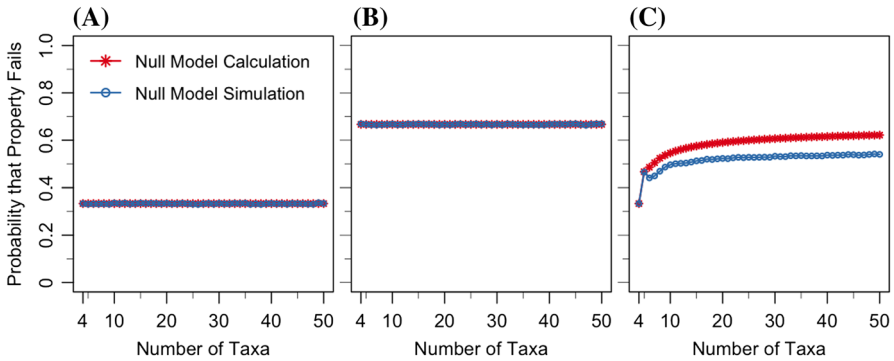 (A) (B) (C)
Probability that Property Fails
1.0
0.8
0.6
0.4
0.2
0
Null Model Calculation
Null Model Simulation
4 10 20 30 40 50 4 10 20 30 40 50 4 10 20 30 40 50
Number of Taxa Number of Taxa Number of Taxa